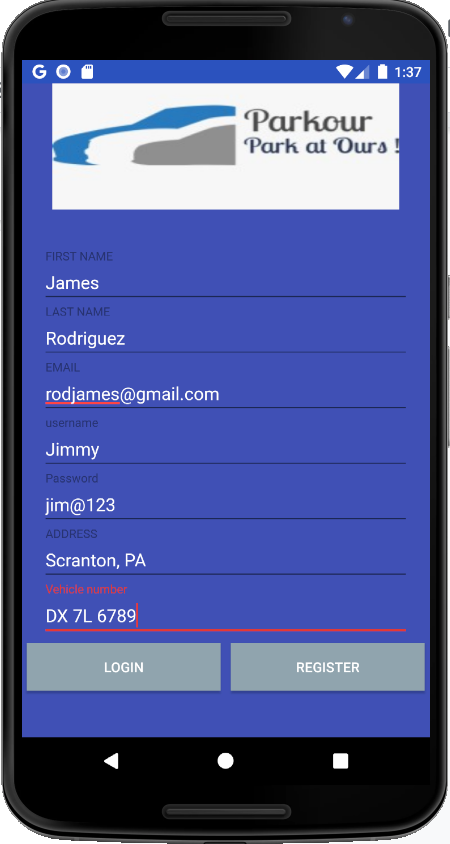 1:37
Parkour
Park at Ours !
FIRST NAME
James
LAST NAME
Rodriguez
EMAIL
rodjames@gmail.com
username
Jimmy
Password
jim@123
ADDRESS
Scranton, PA
Vehicle number
DX 7L 6789
LOGIN REGISTER